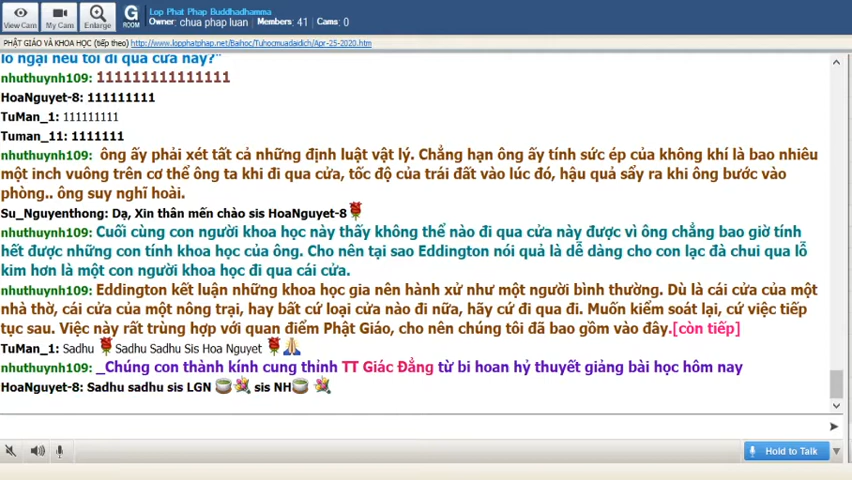 View Cam
My Cam
Enlarge
G
ROOM
Lop Phat Phap Buddhadhamma
Owner: chua phap luan Members: 41 Cams: 0
PHẬT GIÁO VÀ KHOA HỌC (tiếp theo) http://www.lopphatphap.net/Baihoc/Tuhocmuadaidich/Apr-25-2020.htm
lo ngại nếu tôi đi qua cửa này?"
nhuthuynh109: 1111111111111111
HoaNguyet-8: 111111111
TuMan_1: 111111111
Tuman_11: 1111111
nhuthuynh109: ông ấy phải xét tất cả những định luật vật lý. Chẳng hạn ông ấy tính sức ép của không khí là bao nhiêu
một inch vuông trên cơ thể ông ta khi đi qua cửa, tốc độ của trái đất vào lúc đó, hậu quả sẩy ra khi ông bước vào
phòng.. ông suy nghĩ hoài.
Su_Nguyenthong: Dạ, Xin thân mến chào sis HoaNguyet-8
nhuthuynh109: Cuối cùng con người khoa học này thấy không thể nào đi qua cửa này được vì ông chẳng bao giờ tính
hết được những con tính khoa học của ông. Cho nên tại sao Eddington nói quả là dễ dàng cho con lạc đà chui qua lỗ
kim hơn là một con người khoa học đi qua cái cửa.
nhuthuynh109: Eddington kết luận những khoa học gia nên hành xử như một người bình thường. Dù là cái cửa của một
nhà thờ, cái cửa của một nông trại, hay bất cứ loại cửa nào đi nữa, hãy cứ đi qua đi. Muốn kiểm soát lại, cứ việc tiếp
tục sau. Việc này rất trùng hợp với quan điểm Phật Giáo, cho nên chúng tôi đã bao gồm vào đây.[còn tiếp]
TuMan_1: Sadhu Sadhu Sadhu Sis Hoa Nguyet
nhuthuynh109: _Chúng con thành kính cung thỉnh TT Giác Đẳng từ bi hoan hỷ thuyết giảng bài học hôm nay
HoaNguyet-8: Sadhu sadhu sis LGN sis NH
Hold to Talk